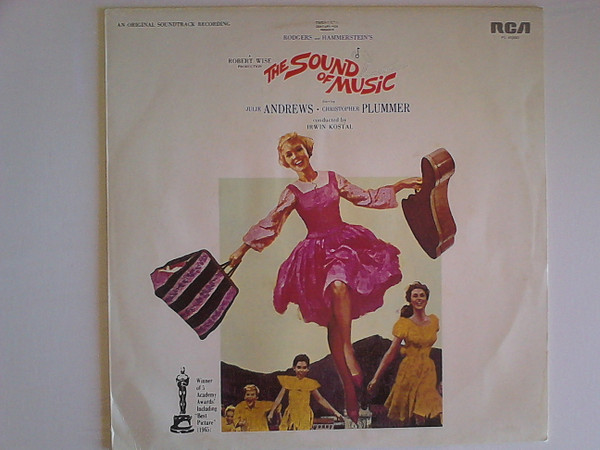 AN ORIGINAL SOUNDTRACK RECORDING
RCA
RODGERS AND HAMMERSTEIN'S
A
ROBERT WISE
PRODUCTION
THE SOUND
OF MUSIC
JULIE ANDREWS · CHRISTOPHER PLUMMER
conducted by
IRWIN KOSTAL
Winner
of 5
Academy
Awards
Including
'Best
Picture'
(1965)